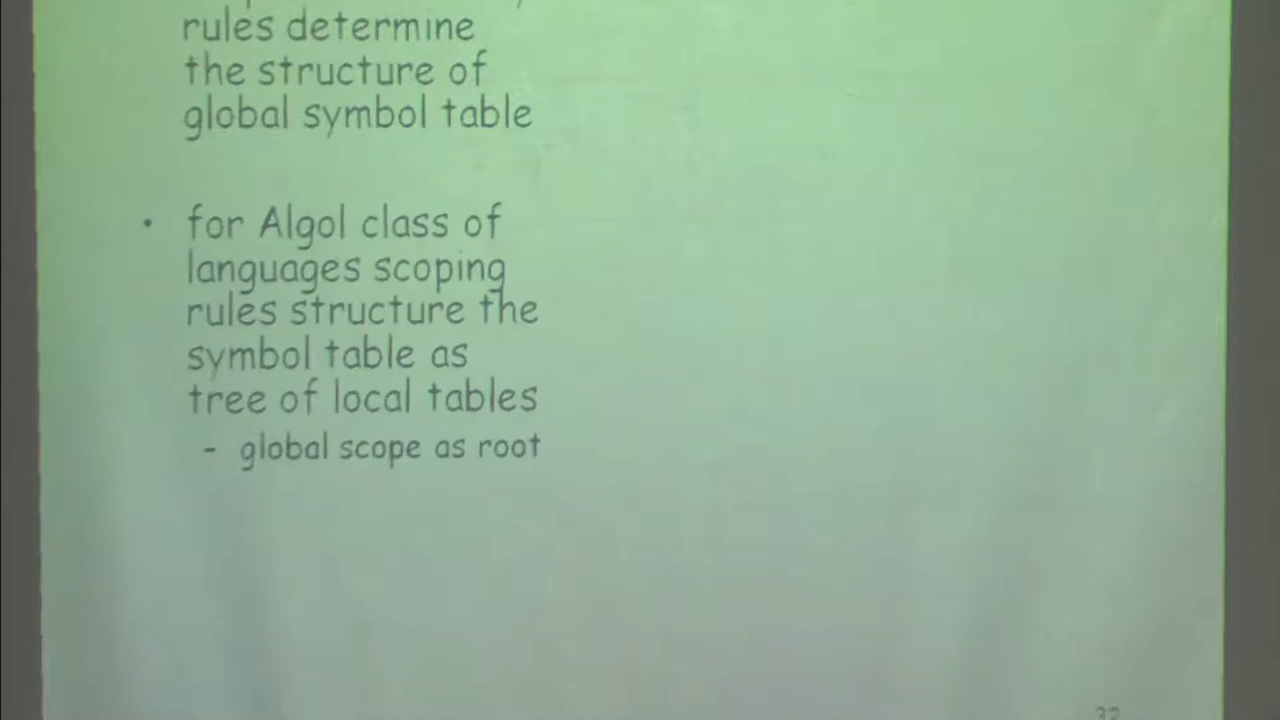 rules determine
the structure of
global symbol table
• for Algol class of
languages scoping
rules structure the
symbol table as
tree of local tables
- global scope as root